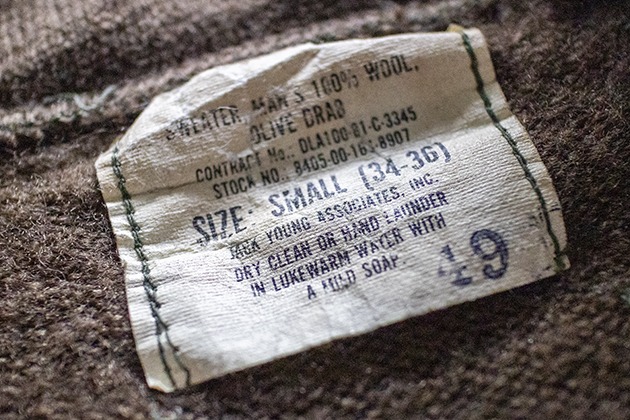 SWEATER, MAN'S 100% WOOL,
OLIVE DRAB
CONTRACT No.: DLA100-81-C-3345
STOCK NO.: 8405-00-163-8907
SIZE: SMALL (34-36)
JACK YOUNG ASSOCIATES, INC.
DRY CLEAN OR HAND LAUNDER
IN LUKEWARM WATER WITH
A MILD SOAP
49